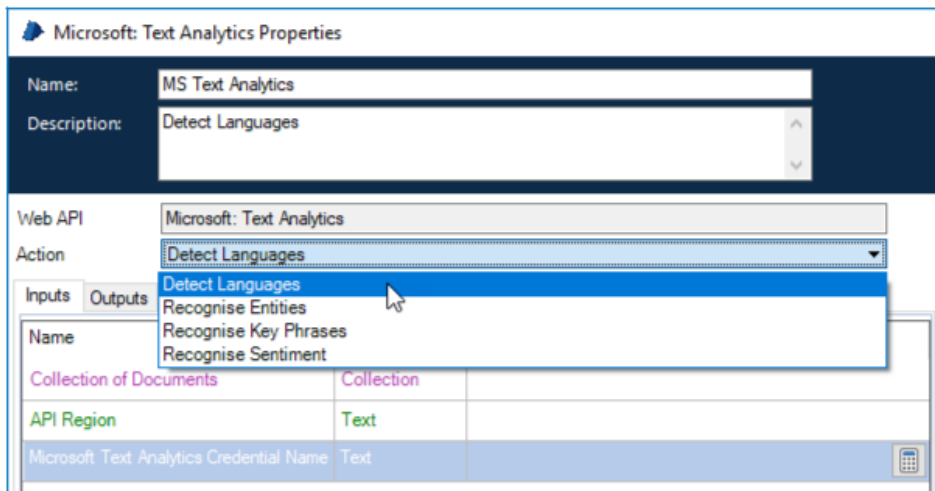 Microsoft: Text Analytics Properties
Name: MS Text Analytics
Description: Detect Languages
Web API Microsoft: Text Analytics
Action Detect Languages
Detect Languages
Inputs Outputs
Recognise Entities
Recognise Key Phrases
Name
Recognise Sentiment
Collection of Documents Collection
API Region Text
Microsoft Text Analytics Credential Name Text